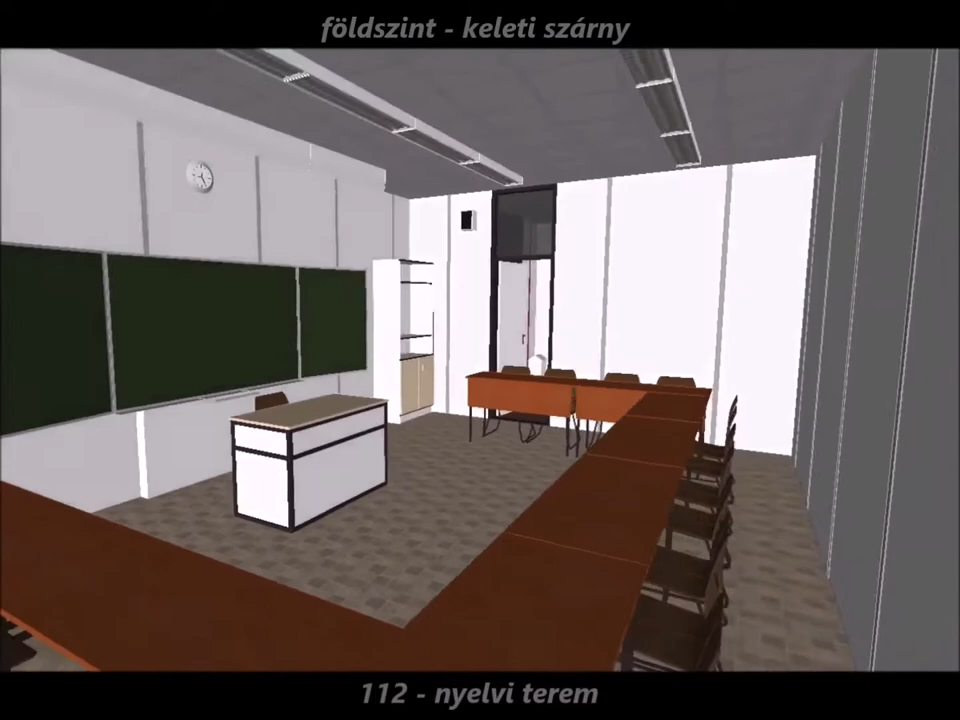 földszint - keleti szárny
112 - nyelvi terem